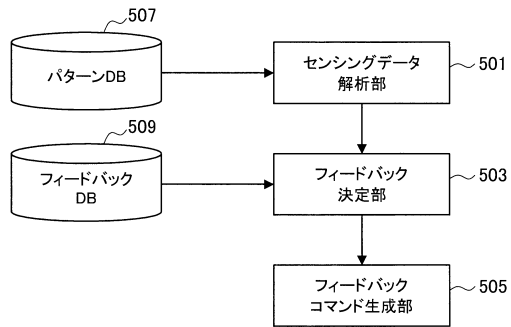 507
パターンDB
センシングデータ
解析部
501
509
フィードバック
DB
フィードバック
決定部
503
フィードバック
コマンド生成部
505